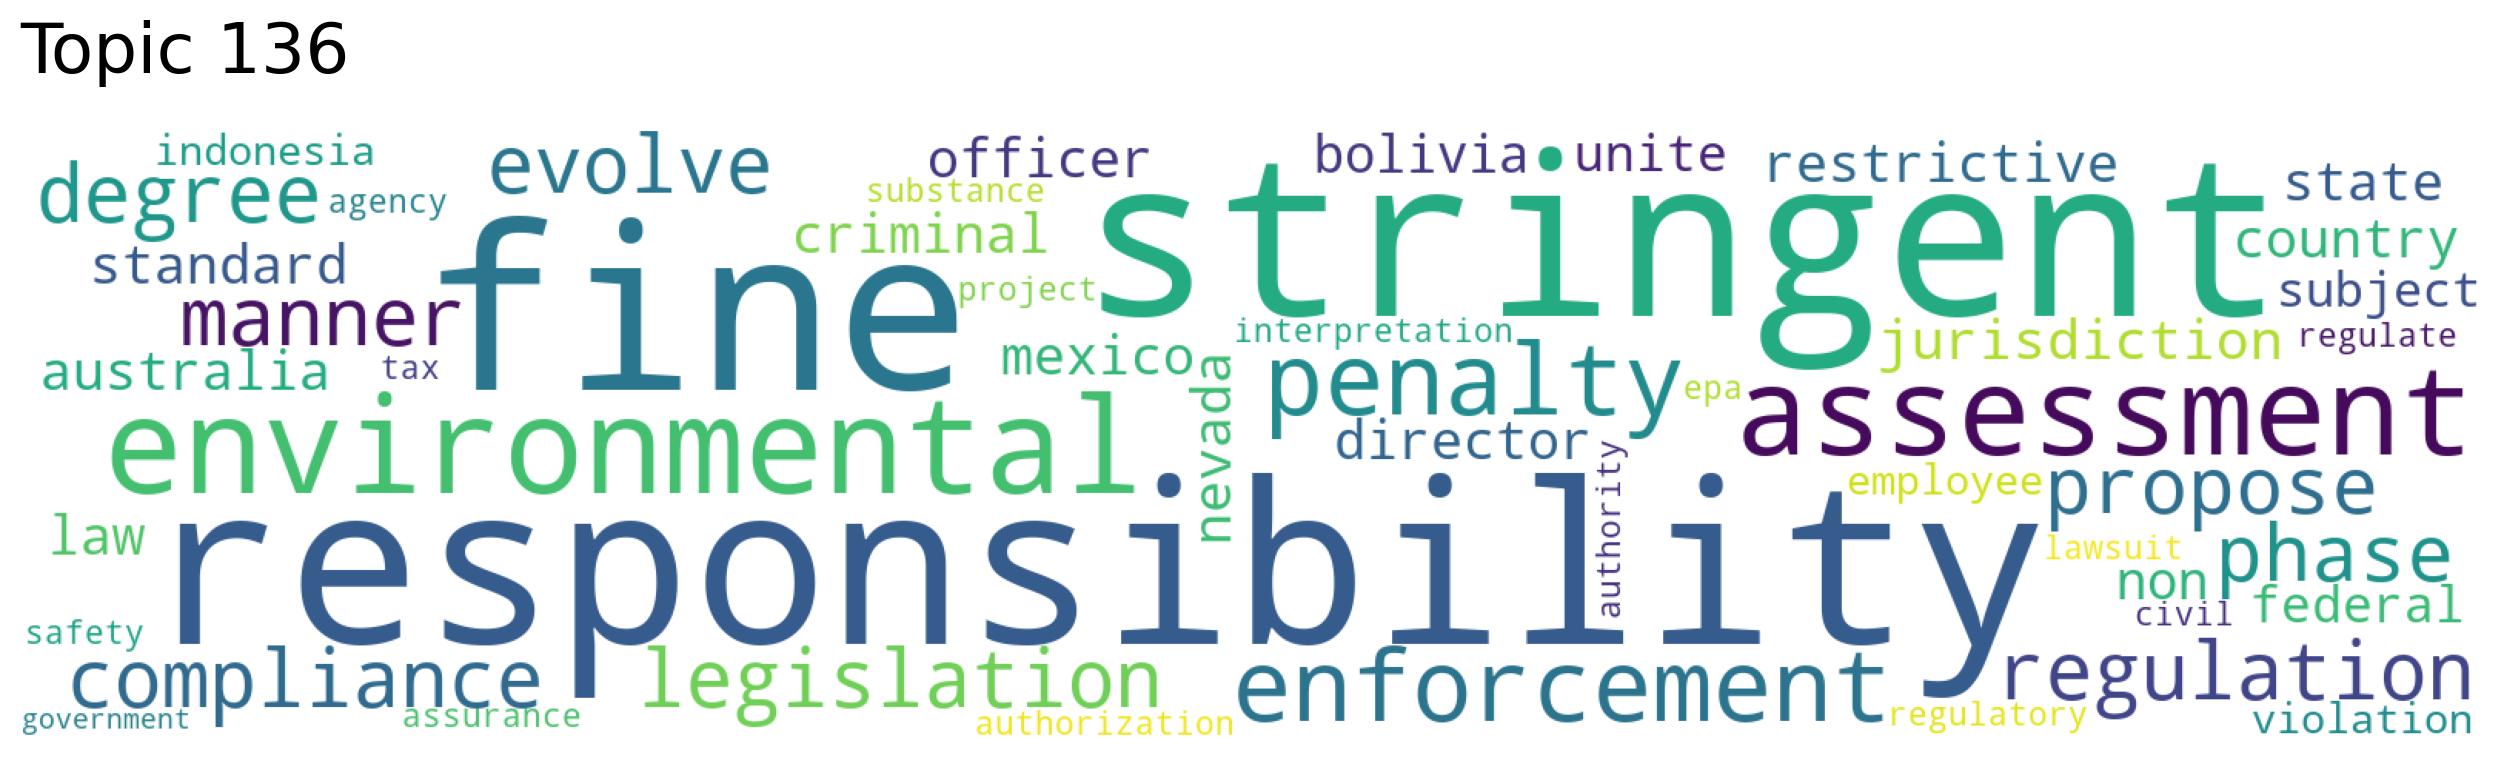 Topic 136
indonesia
evolve
officer
bolivia
unite
restrictive
state
degree
agency
substance
stringent
country
standard
fine
criminal
subject
manner
project
interpretation
jurisdiction
regulate
australia
tax
mexico
nevada
penalty
epa
assessment
environmental
director
authority
employee
propose
law
responsibility
lawsuit
phase
non
federal
civil
safety
compliance
legislation
enforcement
regulation
government
assurance
authorization
regulatory
violation